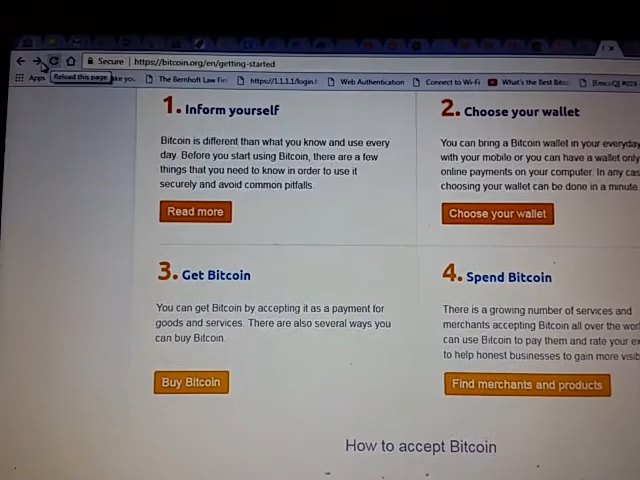 Secure https://bitcoin.org/en/getting-started
Apps Reload this page ake you The Bernhoft Law Fir https://1.1.1.1/login. Web Authentication Connect to Wi-Fi What's the Best Bitco
1. Inform yourself
Bitcoin is different than what you know and use every
day. Before you start using Bitcoin, there are a few
things that you need to know in order to use it
securely and avoid common pitfalls.
Read more
2. Choose your wallet
You can bring a Bitcoin wallet in your everyday
with your mobile or you can have a wallet only
online payments on your computer. In any cas
choosing your wallet can be done in a minute.
Choose your wallet
3. Get Bitcoin
You can get Bitcoin by accepting it as a payment for
goods and services. There are also several ways you
can buy Bitcoin.
Buy Bitcoin
4. Spend Bitcoin
There is a growing number of services and
merchants accepting Bitcoin all over the wor
can use Bitcoin to pay them and rate your ex
to help honest businesses to gain more visib
Find merchants and products
How to accept Bitcoin